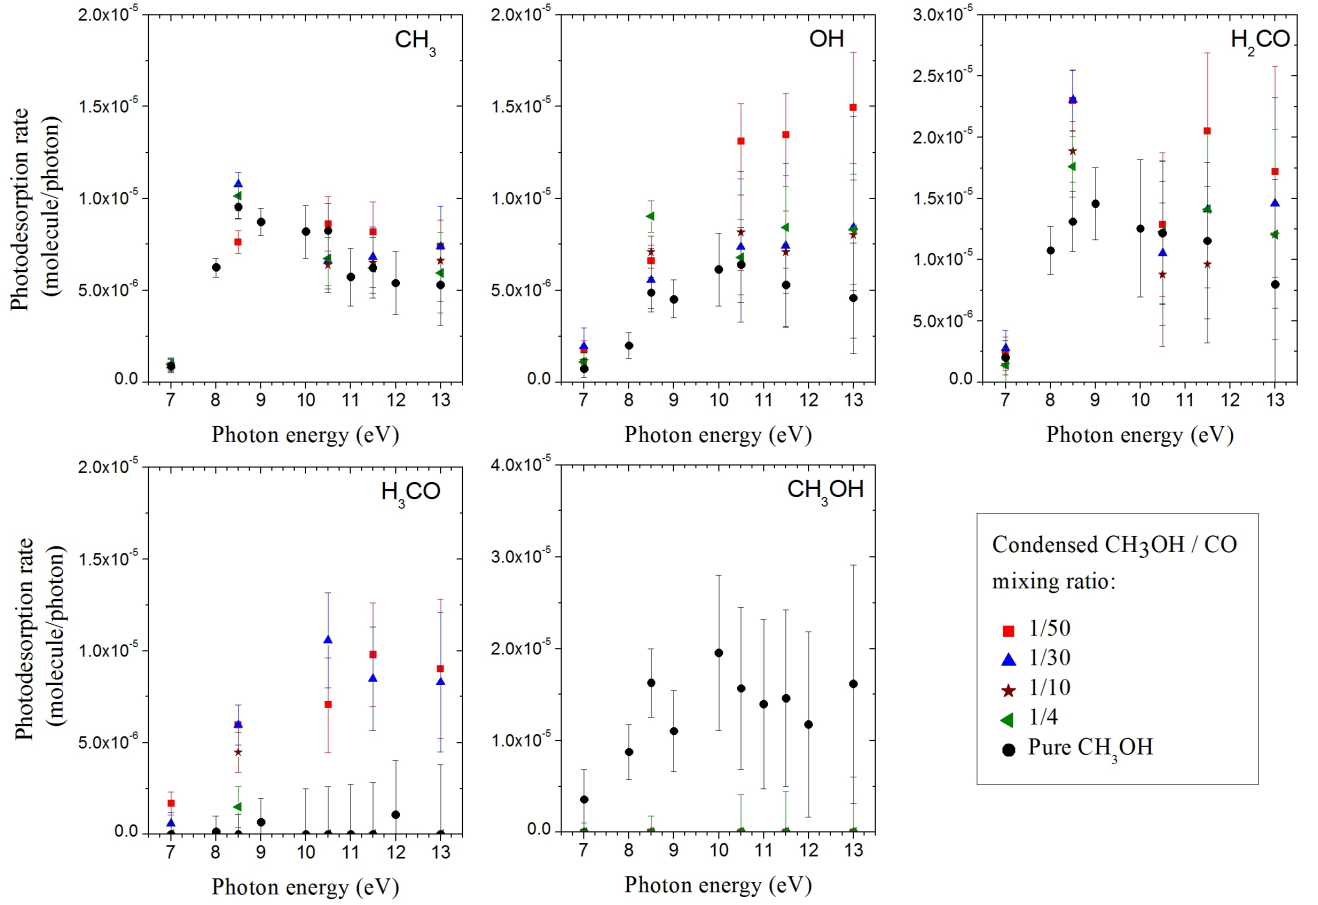 CH3
2.0x10-5
1.5x10-5
1.0x10-5
5.0x10-6
0.0
7 8 9 10 11 12 13
Photon energy (eV)
Photodesorption rate
(molecule/photon)
OH
2.0x10-5
1.5x10-5
1.0x10-5
5.0x10-6
0.0
7 8 9 10 11 12 13
Photon energy (eV)
H2CO
3.0x10-5
2.5x10-5
2.0x10-5
1.5x10-5
1.0x10-5
5.0x10-6
0.0
7 8 9 10 11 12 13
Photon energy (eV)
H3CO
2.0x10-5
1.5x10-5
1.0x10-5
5.0x10-6
0.0
7 8 9 10 11 12 13
Photon energy (eV)
Photodesorption rate
(molecule/photon)
CH3OH
4.0x10-5
3.0x10-5
2.0x10-5
1.0x10-5
0.0
7 8 9 10 11 12 13
Photon energy (eV)
Condensed CH3OH / CO
mixing ratio:
1/50
1/30
1/10
1/4
Pure CH3OH